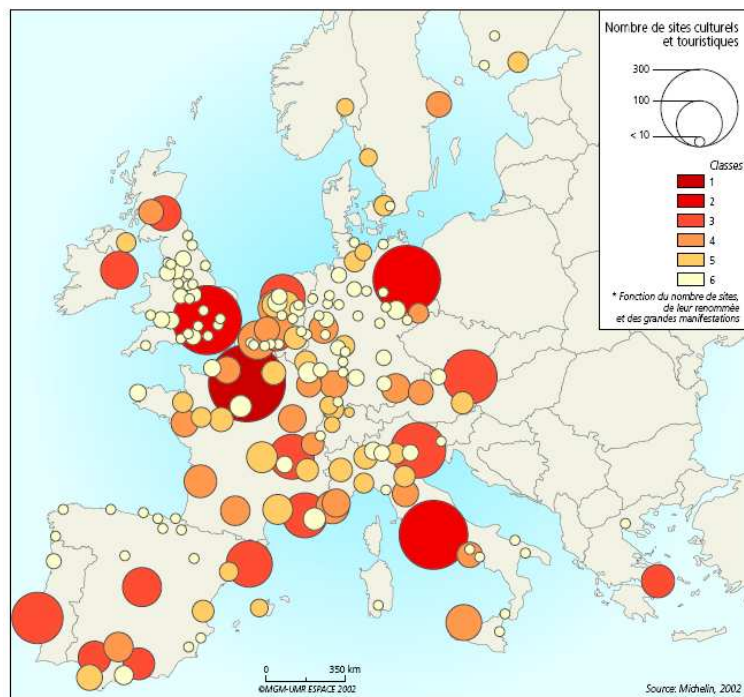 Nombre de sites culturels
et touristiques
300
100
< 10
Classes
1
2
3
4
5
6
* Fonction du nombre de sites,
de leur renommée
et des grandes manifestations
0 350 km
©MGM-UMR ESPACE 2002
Source: Michelin, 2002